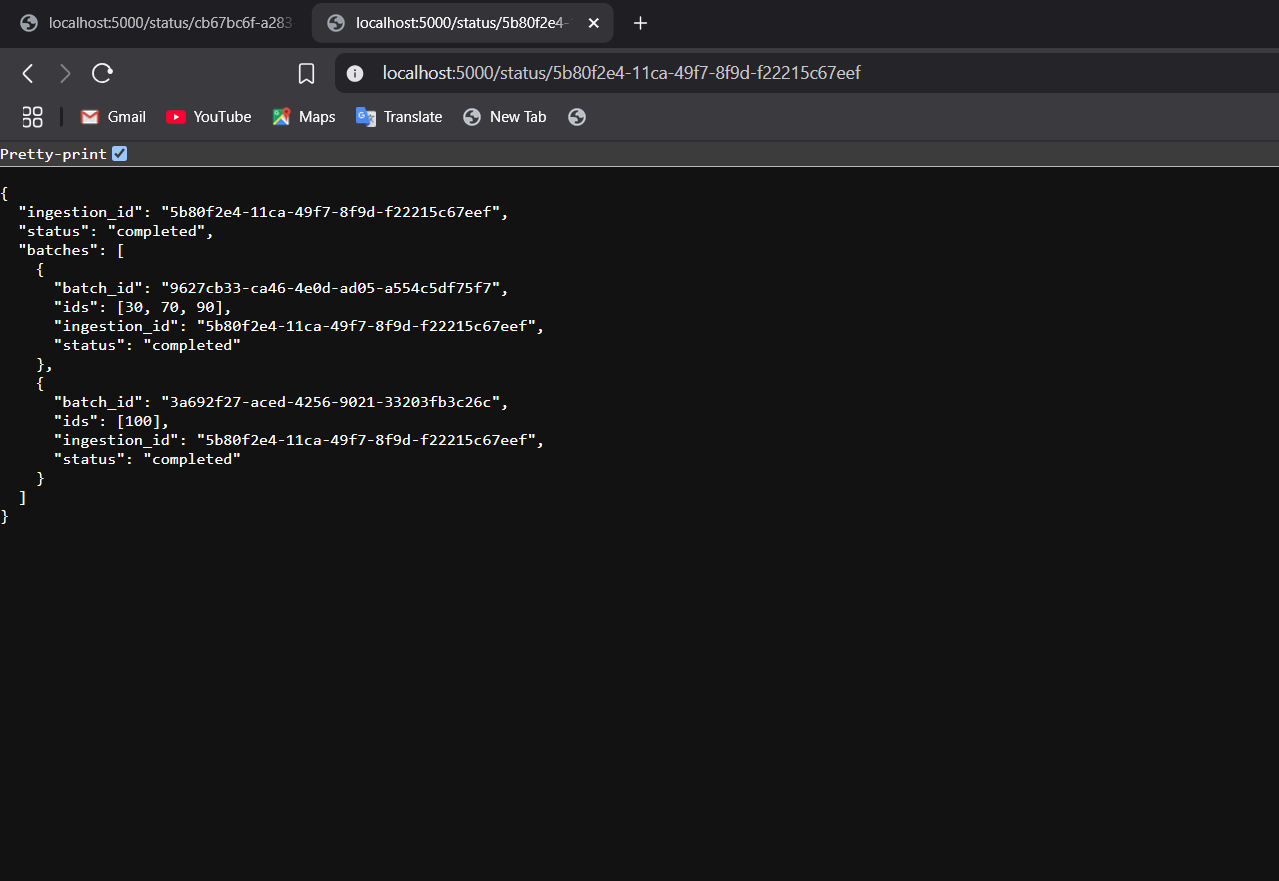 localhost:5000/status/cb67bc6f-a283
localhost:5000/status/5b80f2e4-
localhost:5000/status/5b80f2e4-11ca-49f7-8f9d-f22215c67eef
Gmail YouTube Maps Translate New Tab
Pretty-print
{
  "ingestion_id": "5b80f2e4-11ca-49f7-8f9d-f22215c67eef",
  "status": "completed",
  "batches": [
    {
      "batch_id": "9627cb33-ca46-4e0d-ad05-a554c5df75f7",
      "ids": [30, 70, 90],
      "ingestion_id": "5b80f2e4-11ca-49f7-8f9d-f22215c67eef",
      "status": "completed"
    },
    {
      "batch_id": "3a692f27-aced-4256-9021-33203fb3c26c",
      "ids": [100],
      "ingestion_id": "5b80f2e4-11ca-49f7-8f9d-f22215c67eef",
      "status": "completed"
    }
  ]
}